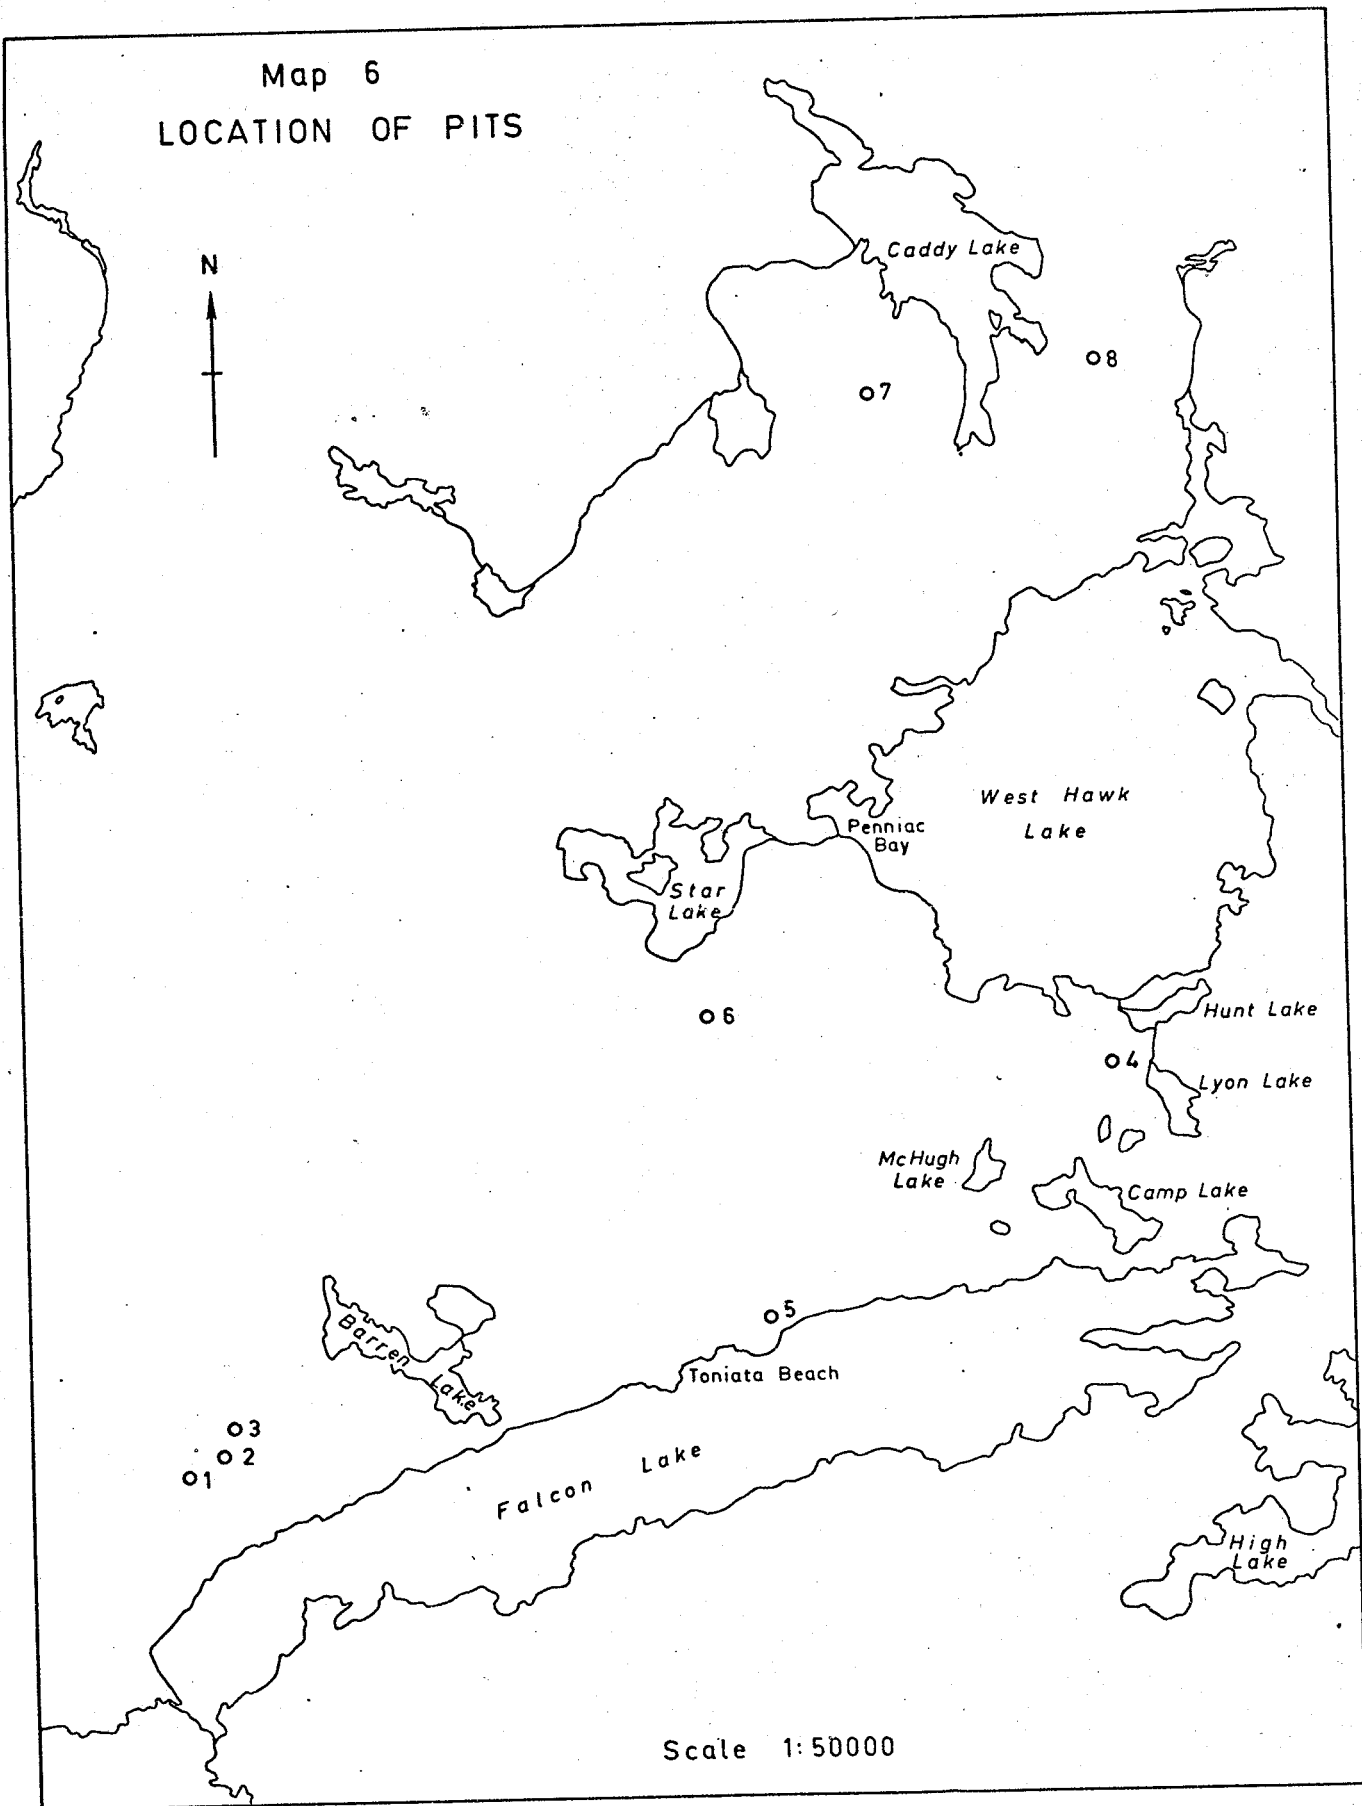 Map 6
LOCATION OF PITS
N
Caddy Lake
8
7
West Hawk
Lake
Penniac
Bay
Star
Lake
6
Hunt Lake
4
Lyon Lake
McHugh
Lake
Camp Lake
5
Barren
Lake
Toniata Beach
3
2
1
Falcon Lake
High
Lake
Scale 1:50000